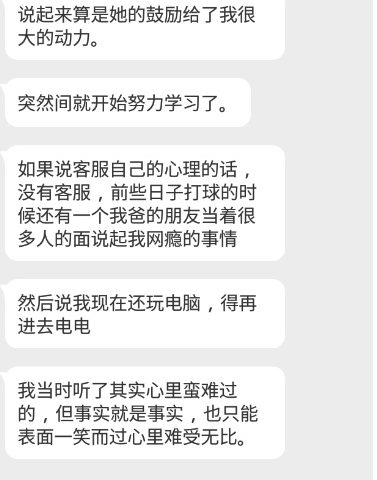 说起来算是她的鼓励给了我很
大的动力。
突然间就开始努力学习了。
如果说客服自己的心理的话，
没有客服，前些日子打球的时
候还有一个我爸的朋友当着很
多人的面说起我网瘾的事情
然后说我现在还玩电脑，得再
进去电电
我当时听了其实心里蛮难过
的，但事实就是事实，也只能
表面一笑而过心里难受无比。